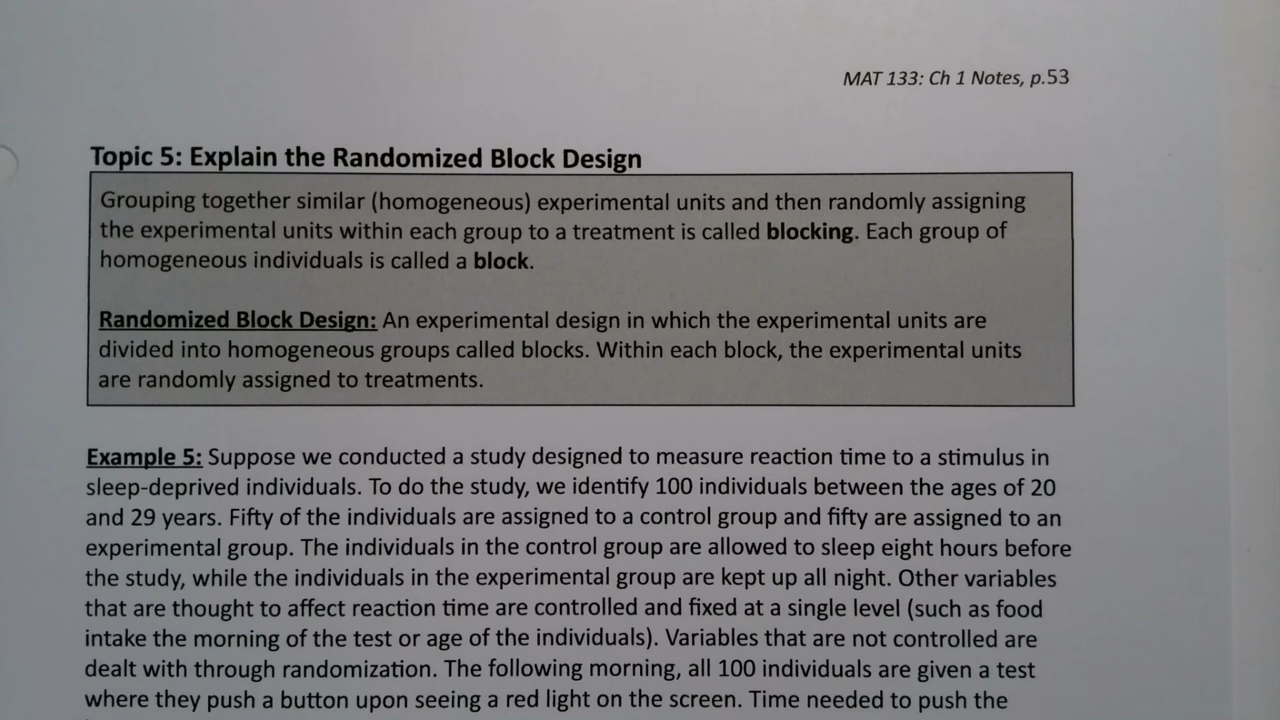 MAT 133: Ch 1 Notes, p.53
Topic 5: Explain the Randomized Block Design
Grouping together similar (homogeneous) experimental units and then randomly assigning
the experimental units within each group to a treatment is called blocking. Each group of
homogeneous individuals is called a block.
Randomized Block Design: An experimental design in which the experimental units are
divided into homogeneous groups called blocks. Within each block, the experimental units
are randomly assigned to treatments.
Example 5: Suppose we conducted a study designed to measure reaction time to a stimulus in
sleep-deprived individuals. To do the study, we identify 100 individuals between the ages of 20
and 29 years. Fifty of the individuals are assigned to a control group and fifty are assigned to an
experimental group. The individuals in the control group are allowed to sleep eight hours before
the study, while the individuals in the experimental group are kept up all night. Other variables
that are thought to affect reaction time are controlled and fixed at a single level (such as food
intake the morning of the test or age of the individuals). Variables that are not controlled are
dealt with through randomization. The following morning, all 100 individuals are given a test
where they push a button upon seeing a red light on the screen. Time needed to push the